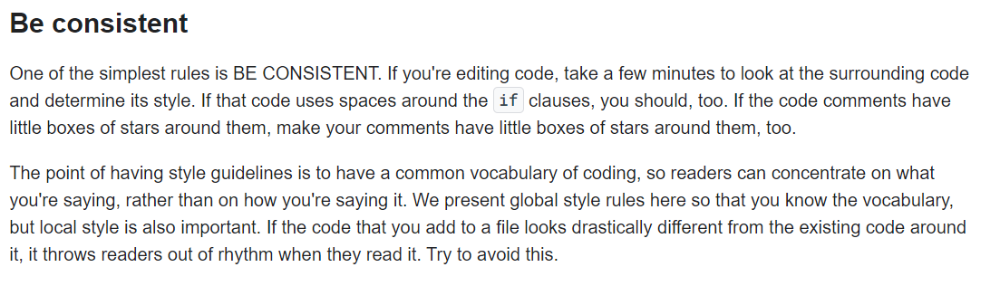 Be consistent
One of the simplest rules is BE CONSISTENT. If you're editing code, take a few minutes to look at the surrounding code
and determine its style. If that code uses spaces around the if clauses, you should, too. If the code comments have
little boxes of stars around them, make your comments have little boxes of stars around them, too.
The point of having style guidelines is to have a common vocabulary of coding, so readers can concentrate on what
you're saying, rather than on how you're saying it. We present global style rules here so that you know the vocabulary,
but local style is also important. If the code that you add to a file looks drastically different from the existing code around
it, it throws readers out of rhythm when they read it. Try to avoid this.